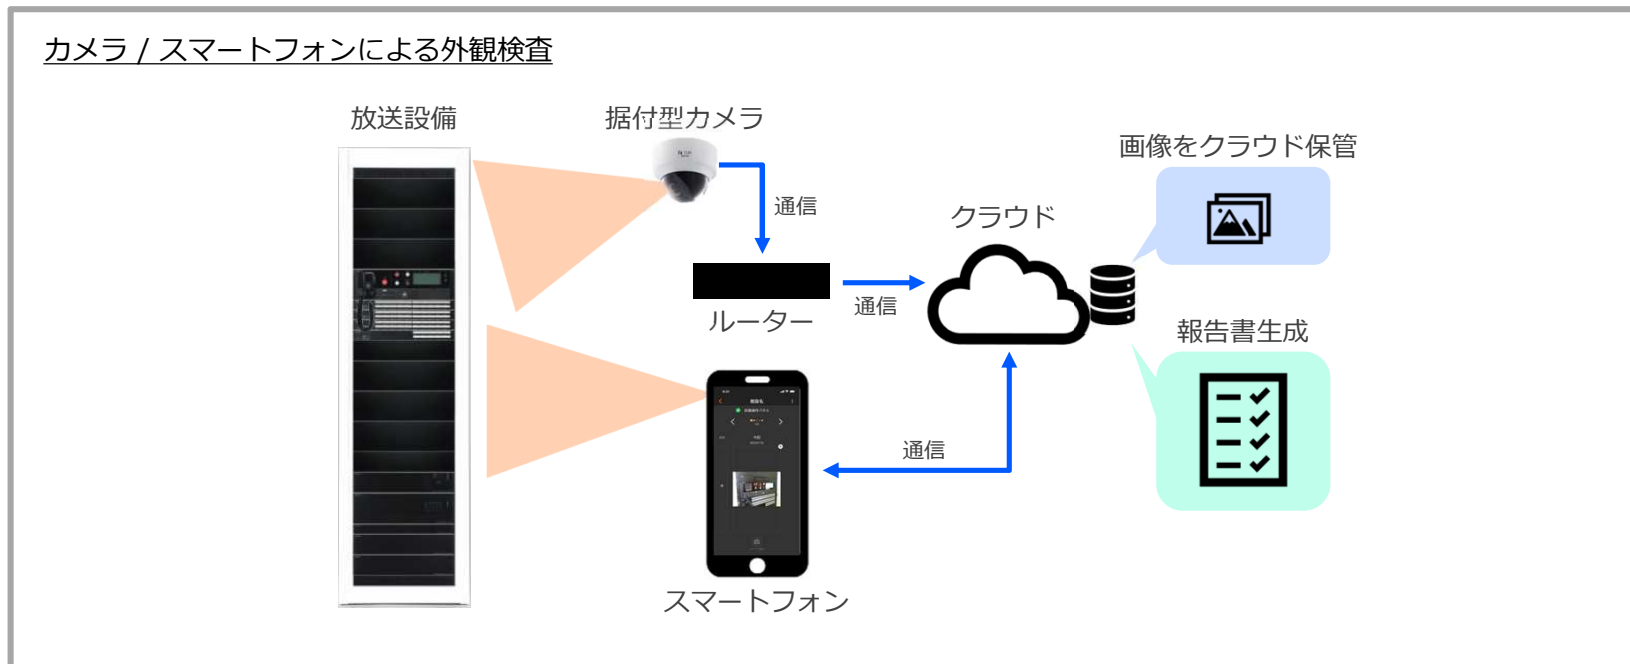 カメラ / スマートフォンによる外観検査
放送設備
据付型カメラ
画像をクラウド保管
通信
クラウド
通信
ルーター
報告書生成
通信
スマートフォン